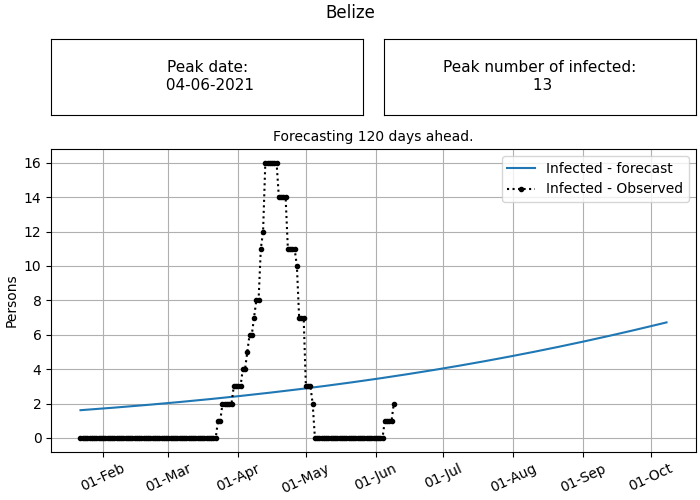 Belize
Peak date:
04-06-2021
Peak number of infected:
13
Forecasting 120 days ahead.
Infected - forecast
Infected - Observed
Persons
16
14
12
10
8
6
4
2
0
01-Feb
01-Mar
01-Apr
01-May
01-Jun
01-Jul
01-Aug
01-Sep
01-Oct